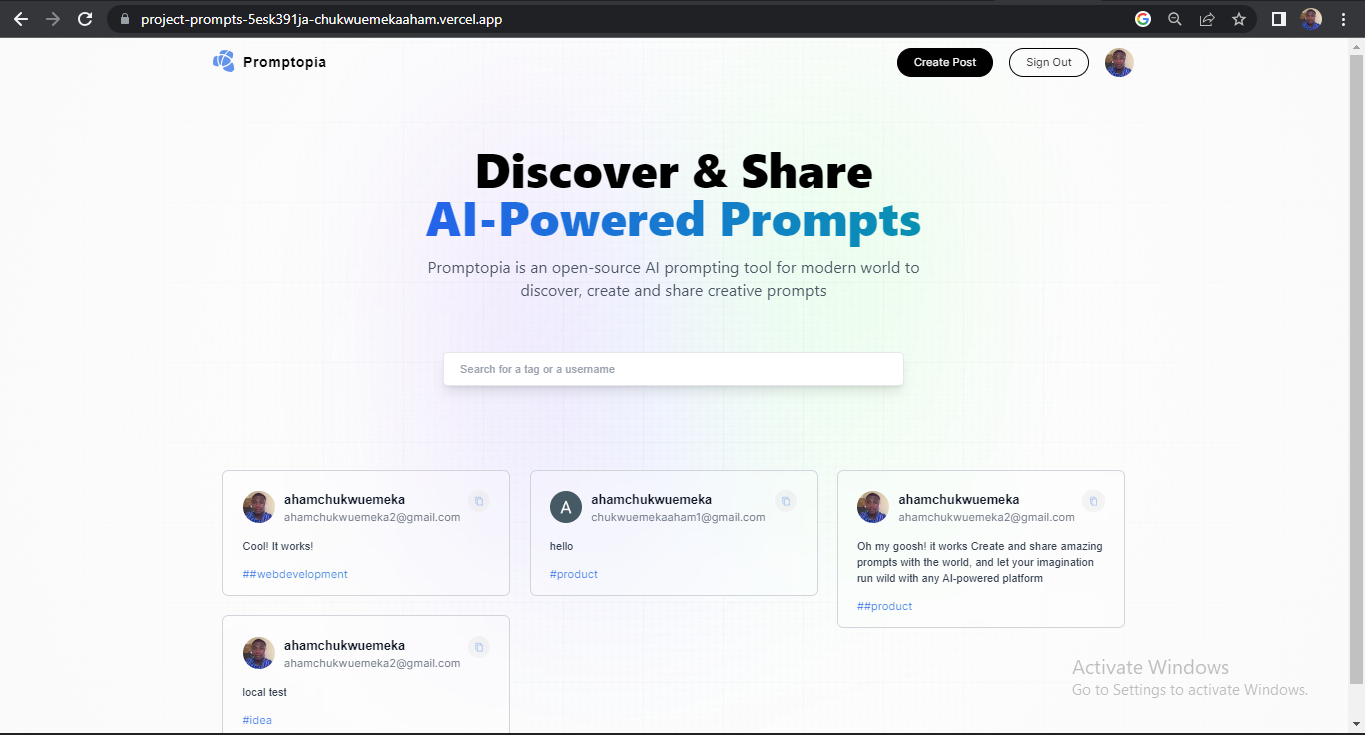 project-prompts-5esk391ja-chukwuemekaaham.vercel.app
Promptopia
Create Post
Sign Out
Discover & Share
AI-Powered Prompts
Promptopia is an open-source AI prompting tool for modern world to
discover, create and share creative prompts
Search for a tag or a username
ahamchukwuemeka
ahamchukwuemeka2@gmail.com
Cool! It works!
##webdevelopment
A
ahamchukwuemeka
chukwuemekaaham1@gmail.com
hello
#product
ahamchukwuemeka
ahamchukwuemeka2@gmail.com
Oh my goosh! it works Create and share amazing
prompts with the world, and let your imagination
run wild with any AI-powered platform
##product
ahamchukwuemeka
ahamchukwuemeka2@gmail.com
local test
#idea
Activate Windows
Go to Settings to activate Windows.